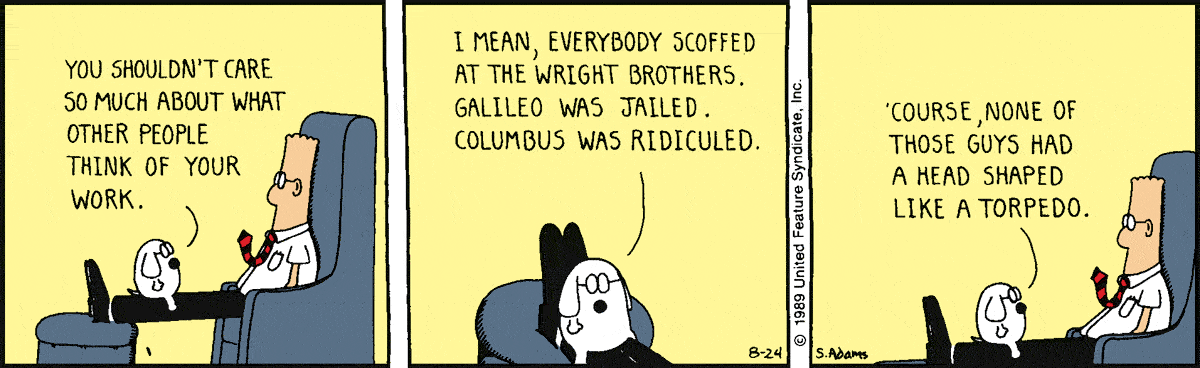 YOU SHOULDN'T CARE
SO MUCH ABOUT WHAT
OTHER PEOPLE
THINK OF YOUR
WORK.
I MEAN, EVERYBODY SCOFFED
AT THE WRIGHT BROTHERS.
GALILEO WAS JAILED.
COLUMBUS WAS RIDICULED.
8-24
© 1989 United Feature Syndicate, Inc.
'COURSE, NONE OF
THOSE GUYS HAD
A HEAD SHAPED
LIKE A TORPEDO.
S.Adams